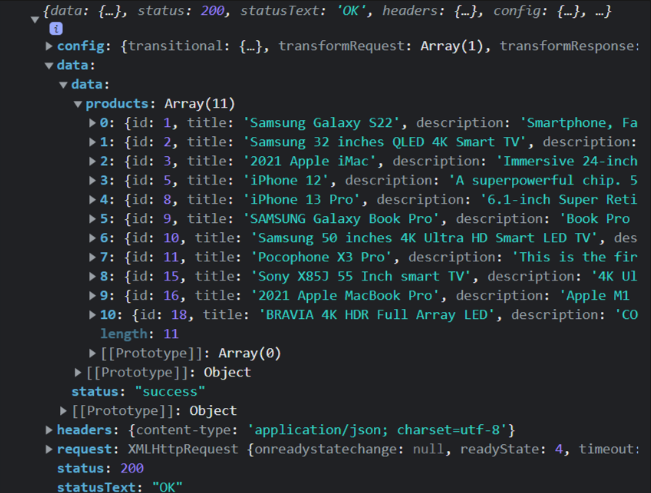 {data: {…}, status: 200, statusText: 'OK', headers: {…}, config: {…}, …}
i
config: {transitional: {…}, transformRequest: Array(1), transformResponse:
data:
data:
products: Array(11)
0: {id: 1, title: 'Samsung Galaxy S22', description: 'Smartphone, Fa
1: {id: 2, title: 'Samsung 32 inches QLED 4K Smart TV', description:
2: {id: 3, title: '2021 Apple iMac', description: 'Immersive 24-inch
3: {id: 5, title: 'iPhone 12', description: 'A superpowerful chip. 5
4: {id: 8, title: 'iPhone 13 Pro', description: '6.1-inch Super Reti
5: {id: 9, title: 'SAMSUNG Galaxy Book Pro', description: 'Book Pro
6: {id: 10, title: 'Samsung 50 inches 4K Ultra HD Smart LED TV', des
7: {id: 11, title: 'Pocophone X3 Pro', description: 'This is the fir
8: {id: 15, title: 'Sony X85J 55 Inch smart TV', description: '4K Ul
9: {id: 16, title: '2021 Apple MacBook Pro', description: 'Apple M1
10: {id: 18, title: 'BRAVIA 4K HDR Full Array LED', description: 'CO
length: 11
[[Prototype]]: Array(0)
[[Prototype]]: Object
status: "success"
[[Prototype]]: Object
headers: {content-type: 'application/json; charset=utf-8'}
request: XMLHttpRequest {onreadystatechange: null, readyState: 4, timeout:
status: 200
statusText: "OK"